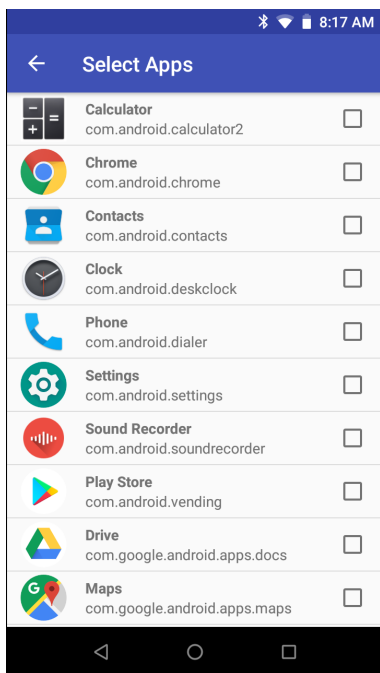 8:17 AM
Select Apps
Calculator
com.android.calculator2
Chrome
com.android.chrome
Contacts
com.android.contacts
Clock
com.android.deskclock
Phone
com.android.dialer
Settings
com.android.settings
Sound Recorder
com.android.soundrecorder
Play Store
com.android.vending
Drive
com.google.android.apps.docs
G
Maps
com.google.android.apps.maps